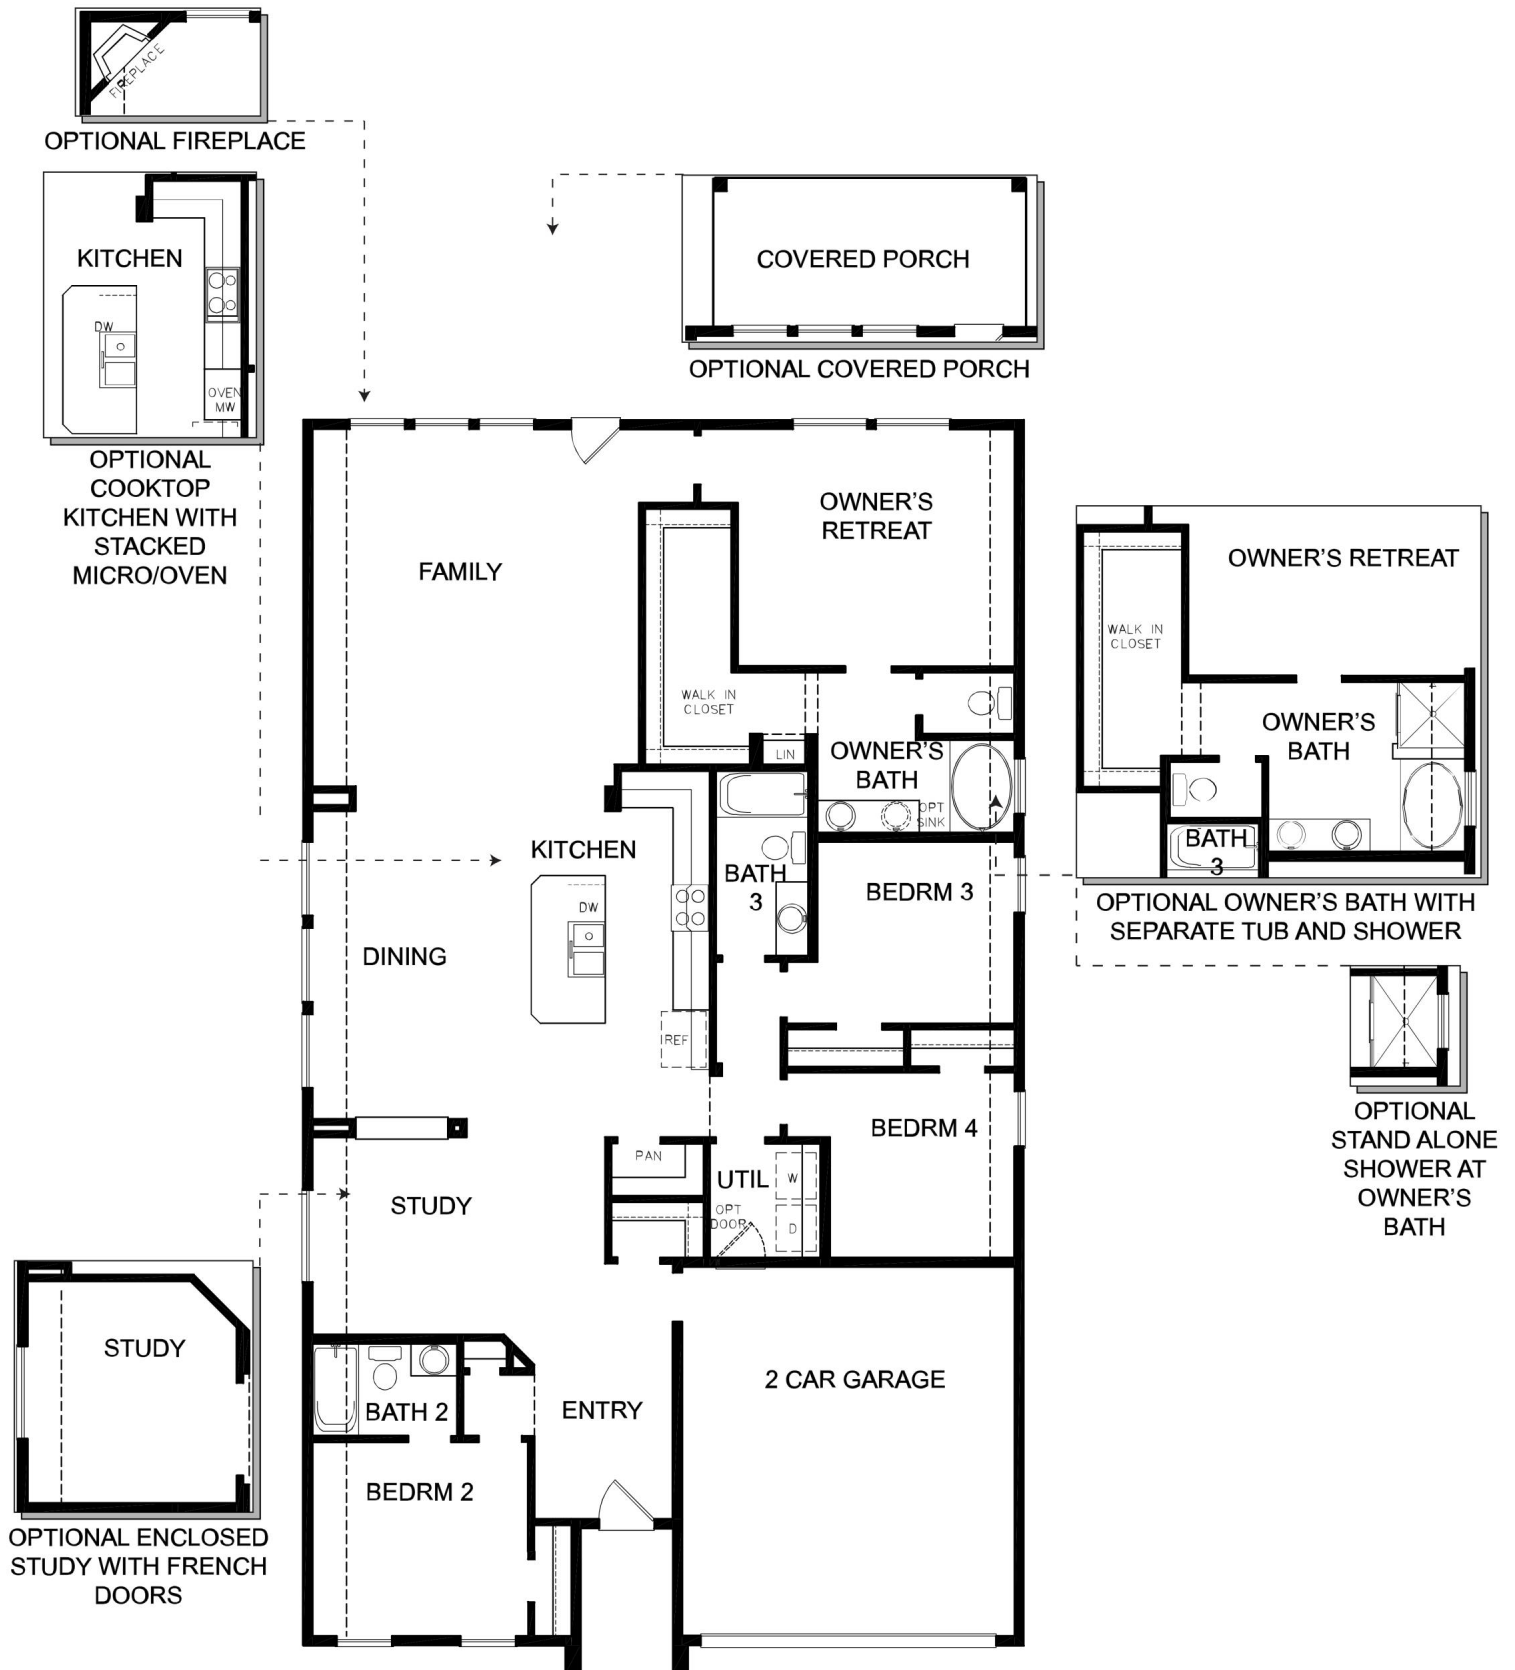 FIREPLACE
OPTIONAL FIREPLACE
KITCHEN
DW
OVEN
MW
OPTIONAL
COOKTOP
KITCHEN WITH
STACKED
MICRO/OVEN
COVERED PORCH
OPTIONAL COVERED PORCH
OWNER'S
RETREAT
FAMILY
WALK IN
CLOSET
LIN
OWNER'S
BATH
OPT
SINK
KITCHEN
DW
REF
BATH
3
BEDRM 3
DINING
BEDRM 4
PAN
UTIL
W
D
OPT
DOOR
STUDY
2 CAR GARAGE
BATH 2
ENTRY
BEDRM 2
OWNER'S RETREAT
WALK IN
CLOSET
OWNER'S
BATH
BATH
3
OPTIONAL OWNER'S BATH WITH
SEPARATE TUB AND SHOWER
OPTIONAL
STAND ALONE
SHOWER AT
OWNER'S
BATH
STUDY
OPTIONAL ENCLOSED
STUDY WITH FRENCH
DOORS